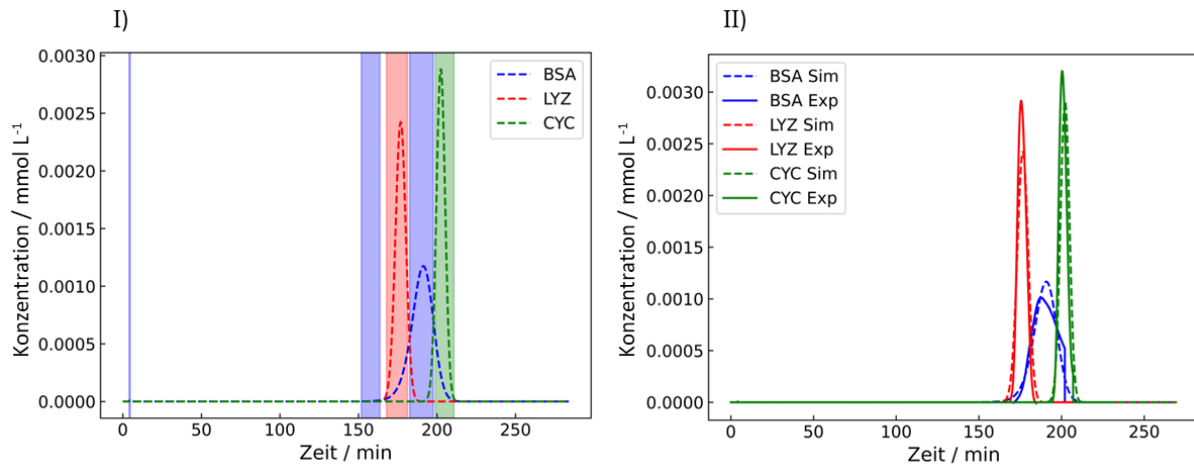 I)
II)
0.0030
0.0025
0.0020
0.0015
0.0010
0.0005
0.0000
0
50
100
150
200
250
Konzentration / mmol L⁻¹
Zeit / min
BSA
LYZ
CYC
0.0030
0.0025
0.0020
0.0015
0.0010
0.0005
0.0000
0
50
100
150
200
250
Konzentration / mmol L⁻¹
Zeit / min
BSA Sim
BSA Exp
LYZ Sim
LYZ Exp
CYC Sim
CYC Exp